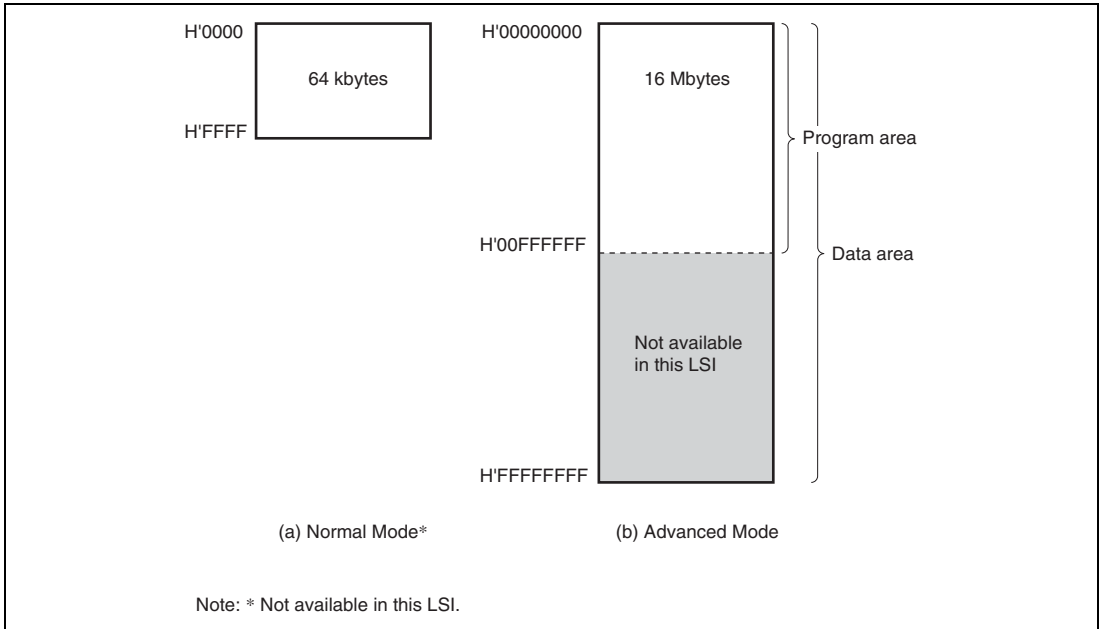 H'0000
64 kbytes
H'FFFF
H'00000000
16 Mbytes
Program area
H'00FFFFFF
Data area
Not available
in this LSI
H'FFFFFFFF
(a) Normal Mode*
(b) Advanced Mode
Note: * Not available in this LSI.